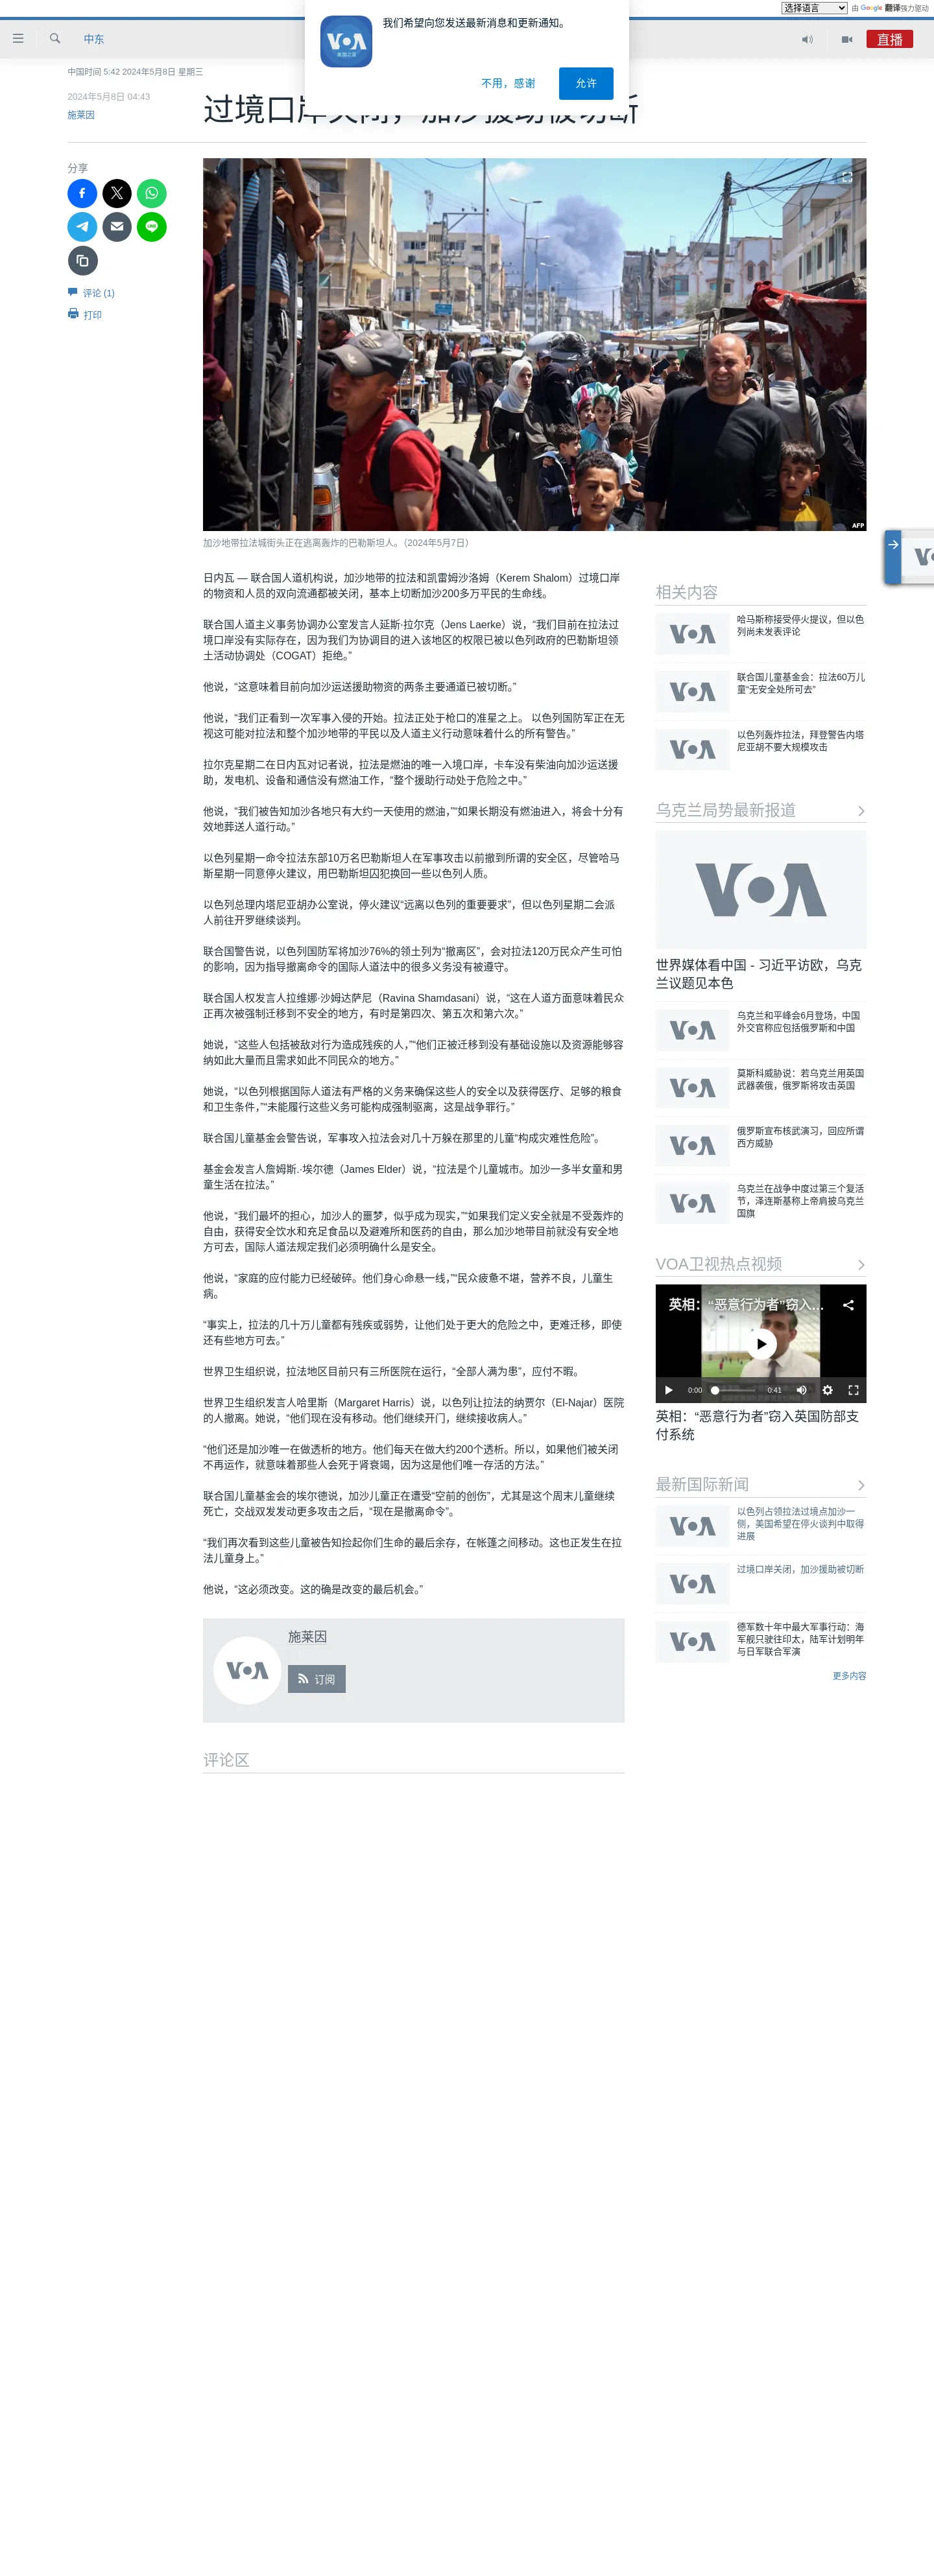 选择语言
由 Google 翻译强力驱动
我们希望向您发送最新消息和更新通知。
VOA
美国之音
不用，感谢
允许
中东
直播
中国时间 5:42 2024年5月8日 星期三
2024年5月8日 04:43
施莱因
过境口岸关闭，加沙援助被切断
分享
评论 (1)
打印
AFP
加沙地带拉法城街头正在逃离轰炸的巴勒斯坦人。（2024年5月7日）
日内瓦 — 联合国人道机构说，加沙地带的拉法和凯雷姆沙洛姆（Kerem Shalom）过境口岸
的物资和人员的双向流通都被关闭，基本上切断加沙200多万平民的生命线。
联合国人道主义事务协调办公室发言人延斯·拉尔克（Jens Laerke）说，“我们目前在拉法过
境口岸没有实际存在，因为我们为协调目的进入该地区的权限已被以色列政府的巴勒斯坦领
土活动协调处（COGAT）拒绝。”
他说，“这意味着目前向加沙运送援助物资的两条主要通道已被切断。”
他说，“我们正看到一次军事入侵的开始。拉法正处于枪口的准星之上。 以色列国防军正在无
视这可能对拉法和整个加沙地带的平民以及人道主义行动意味着什么的所有警告。”
拉尔克星期二在日内瓦对记者说，拉法是燃油的唯一入境口岸，卡车没有柴油向加沙运送援
助，发电机、设备和通信没有燃油工作，“整个援助行动处于危险之中。”
他说，“我们被告知加沙各地只有大约一天使用的燃油，”“如果长期没有燃油进入，将会十分有
效地葬送人道行动。”
以色列星期一命令拉法东部10万名巴勒斯坦人在军事攻击以前撤到所谓的安全区，尽管哈马
斯星期一同意停火建议，用巴勒斯坦囚犯换回一些以色列人质。
以色列总理内塔尼亚胡办公室说，停火建议“远离以色列的重要要求”，但以色列星期二会派
人前往开罗继续谈判。
联合国警告说，以色列国防军将加沙76%的领土列为“撤离区”，会对拉法120万民众产生可怕
的影响，因为指导撤离命令的国际人道法中的很多义务没有被遵守。
联合国人权发言人拉维娜·沙姆达萨尼（Ravina Shamdasani）说，“这在人道方面意味着民众
正再次被强制迁移到不安全的地方，有时是第四次、第五次和第六次。”
她说，“这些人包括被敌对行为造成残疾的人，”“他们正被迁移到没有基础设施以及资源能够容
纳如此大量而且需求如此不同民众的地方。”
她说，“以色列根据国际人道法有严格的义务来确保这些人的安全以及获得医疗、足够的粮食
和卫生条件，”“未能履行这些义务可能构成强制驱离，这是战争罪行。”
联合国儿童基金会警告说，军事攻入拉法会对几十万躲在那里的儿童“构成灾难性危险”。
基金会发言人詹姆斯.·埃尔德（James Elder）说，“拉法是个儿童城市。加沙一多半女童和男
童生活在拉法。”
他说，“我们最坏的担心，加沙人的噩梦，似乎成为现实，”“如果我们定义安全就是不受轰炸的
自由，获得安全饮水和充足食品以及避难所和医药的自由，那么加沙地带目前就没有安全地
方可去，国际人道法规定我们必须明确什么是安全。
他说，“家庭的应付能力已经破碎。他们身心命悬一线，”“民众疲惫不堪，营养不良，儿童生
病。
“事实上，拉法的几十万儿童都有残疾或弱势，让他们处于更大的危险之中，更难迁移，即使
还有些地方可去。”
世界卫生组织说，拉法地区目前只有三所医院在运行，“全部人满为患”，应付不暇。
世界卫生组织发言人哈里斯（Margaret Harris）说，以色列让拉法的纳贾尔（El-Najar）医院
的人撤离。她说，“他们现在没有移动。他们继续开门，继续接收病人。”
“他们还是加沙唯一在做透析的地方。他们每天在做大约200个透析。所以，如果他们被关闭
不再运作，就意味着那些人会死于肾衰竭，因为这是他们唯一存活的方法。”
联合国儿童基金会的埃尔德说，加沙儿童正在遭受“空前的创伤”，尤其是这个周末儿童继续
死亡，交战双发发动更多攻击之后，“现在是撤离命令”。
“我们再次看到这些儿童被告知捡起你们生命的最后余存，在帐篷之间移动。这也正发生在拉
法儿童身上。”
他说，“这必须改变。这的确是改变的最后机会。”
VOA
施莱因
订阅
评论区
相关内容
VOA
哈马斯称接受停火提议，但以色
列尚未发表评论
VOA
联合国儿童基金会：拉法60万儿
童“无安全处所可去”
VOA
以色列轰炸拉法，拜登警告内塔
尼亚胡不要大规模攻击
乌克兰局势最新报道
VOA
世界媒体看中国 - 习近平访欧，乌克
兰议题见本色
VOA
乌克兰和平峰会6月登场，中国
外交官称应包括俄罗斯和中国
VOA
莫斯科威胁说：若乌克兰用英国
武器袭俄，俄罗斯将攻击英国
VOA
俄罗斯宣布核武演习，回应所谓
西方威胁
VOA
乌克兰在战争中度过第三个复活
节，泽连斯基称上帝肩披乌克兰
国旗
VOA卫视热点视频
英相：“恶意行为者”窃入...
0:00
0:41
英相：“恶意行为者”窃入英国防部支
付系统
最新国际新闻
VOA
以色列占领拉法过境点加沙一
侧，美国希望在停火谈判中取得
进展
VOA
过境口岸关闭，加沙援助被切断
VOA
德军数十年中最大军事行动：海
军舰只驶往印太，陆军计划明年
与日军联合军演
更多内容